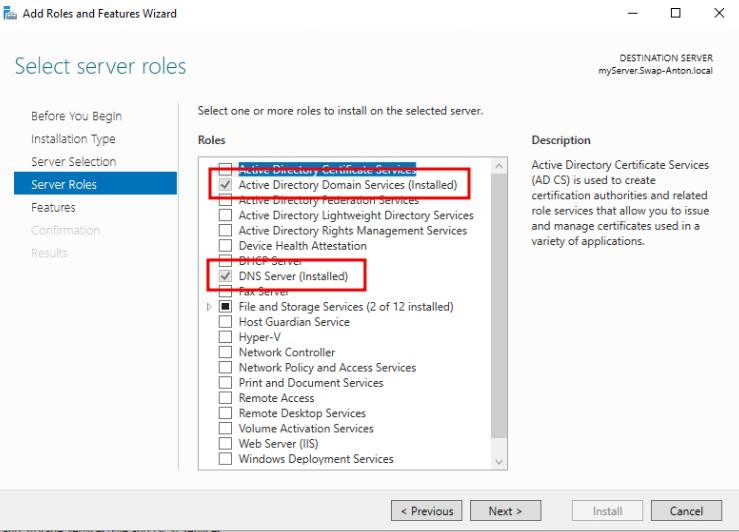 Add Roles and Features Wizard
Select server roles
DESTINATION SERVER
myServer.Swap-Anton.local
Before You Begin
Installation Type
Server Selection
Server Roles
Features
Confirmation
Results
Select one or more roles to install on the selected server.
Roles
Active Directory Certificate Services
Active Directory Domain Services (Installed)
Active Directory Federation Services
Active Directory Lightweight Directory Services
Active Directory Rights Management Services
Device Health Attestation
DHCP Server
DNS Server (Installed)
Fax Server
File and Storage Services (2 of 12 installed)
Host Guardian Service
Hyper-V
Network Controller
Network Policy and Access Services
Print and Document Services
Remote Access
Remote Desktop Services
Volume Activation Services
Web Server (IIS)
Windows Deployment Services
Description
Active Directory Certificate Services
(AD CS) is used to create
certification authorities and related
role services that allow you to issue
and manage certificates used in a
variety of applications.
< Previous
Next >
Install
Cancel